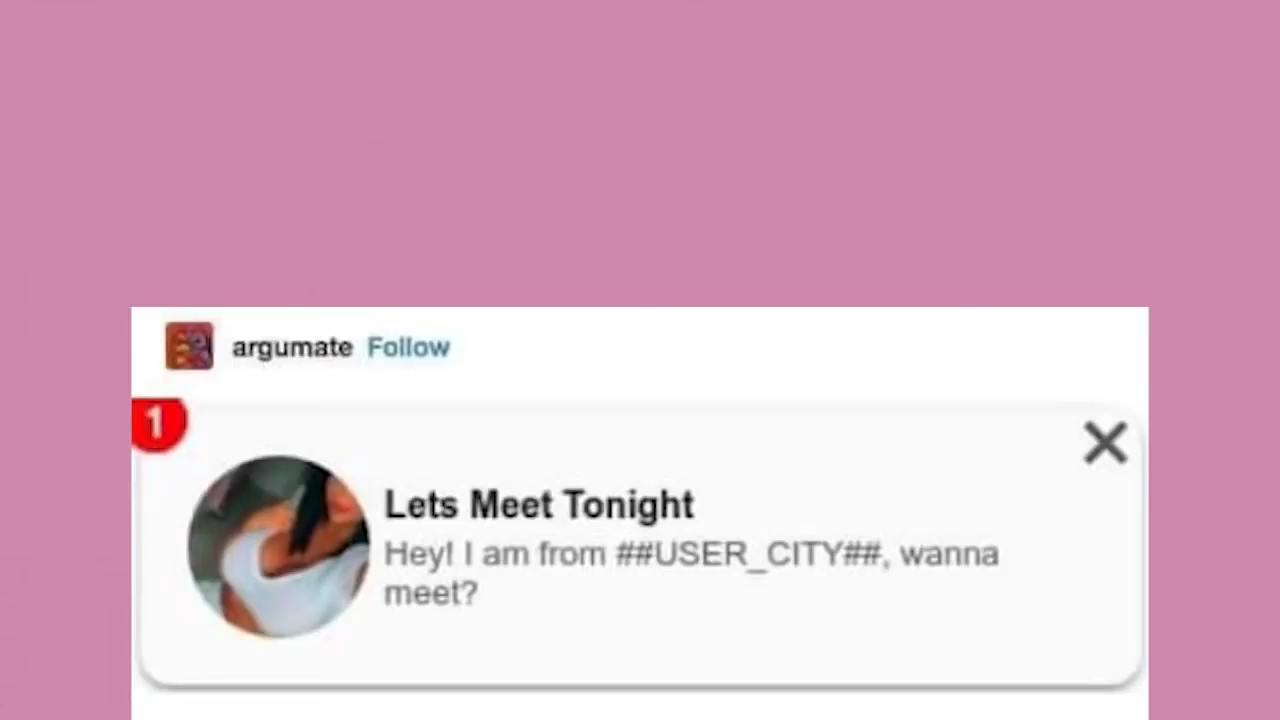 argumate Follow
1
Lets Meet Tonight
Hey! I am from ##USER_CITY##, wanna
meet?